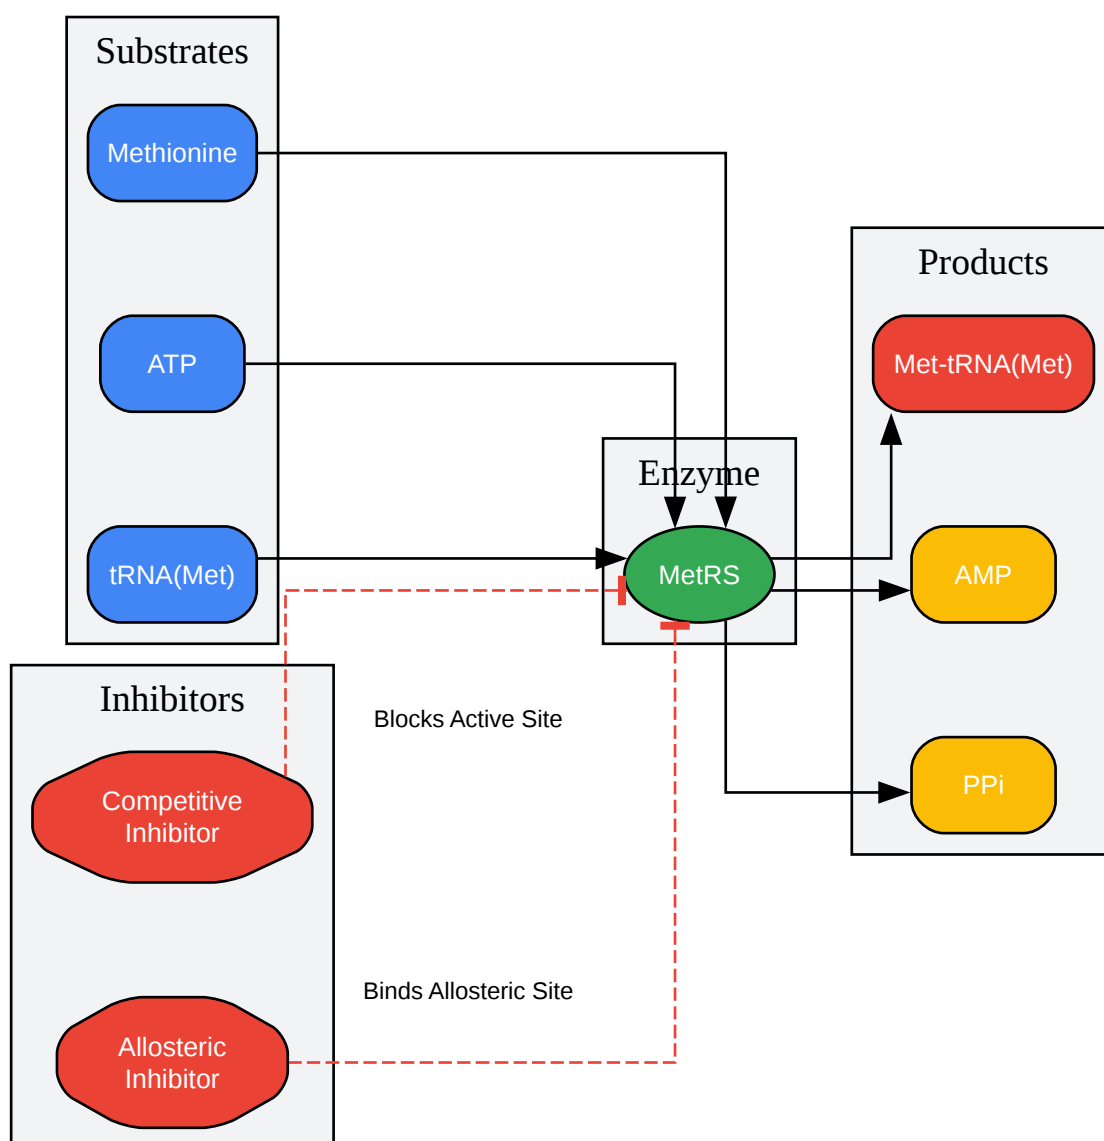 Substrates
Methionine
ATP
tRNA(Met)
Enzyme
MetRS
Products
Met-tRNA(Met)
AMP
PPi
Inhibitors
Competitive
Inhibitor
Allosteric
Inhibitor
Blocks Active Site
Binds Allosteric Site